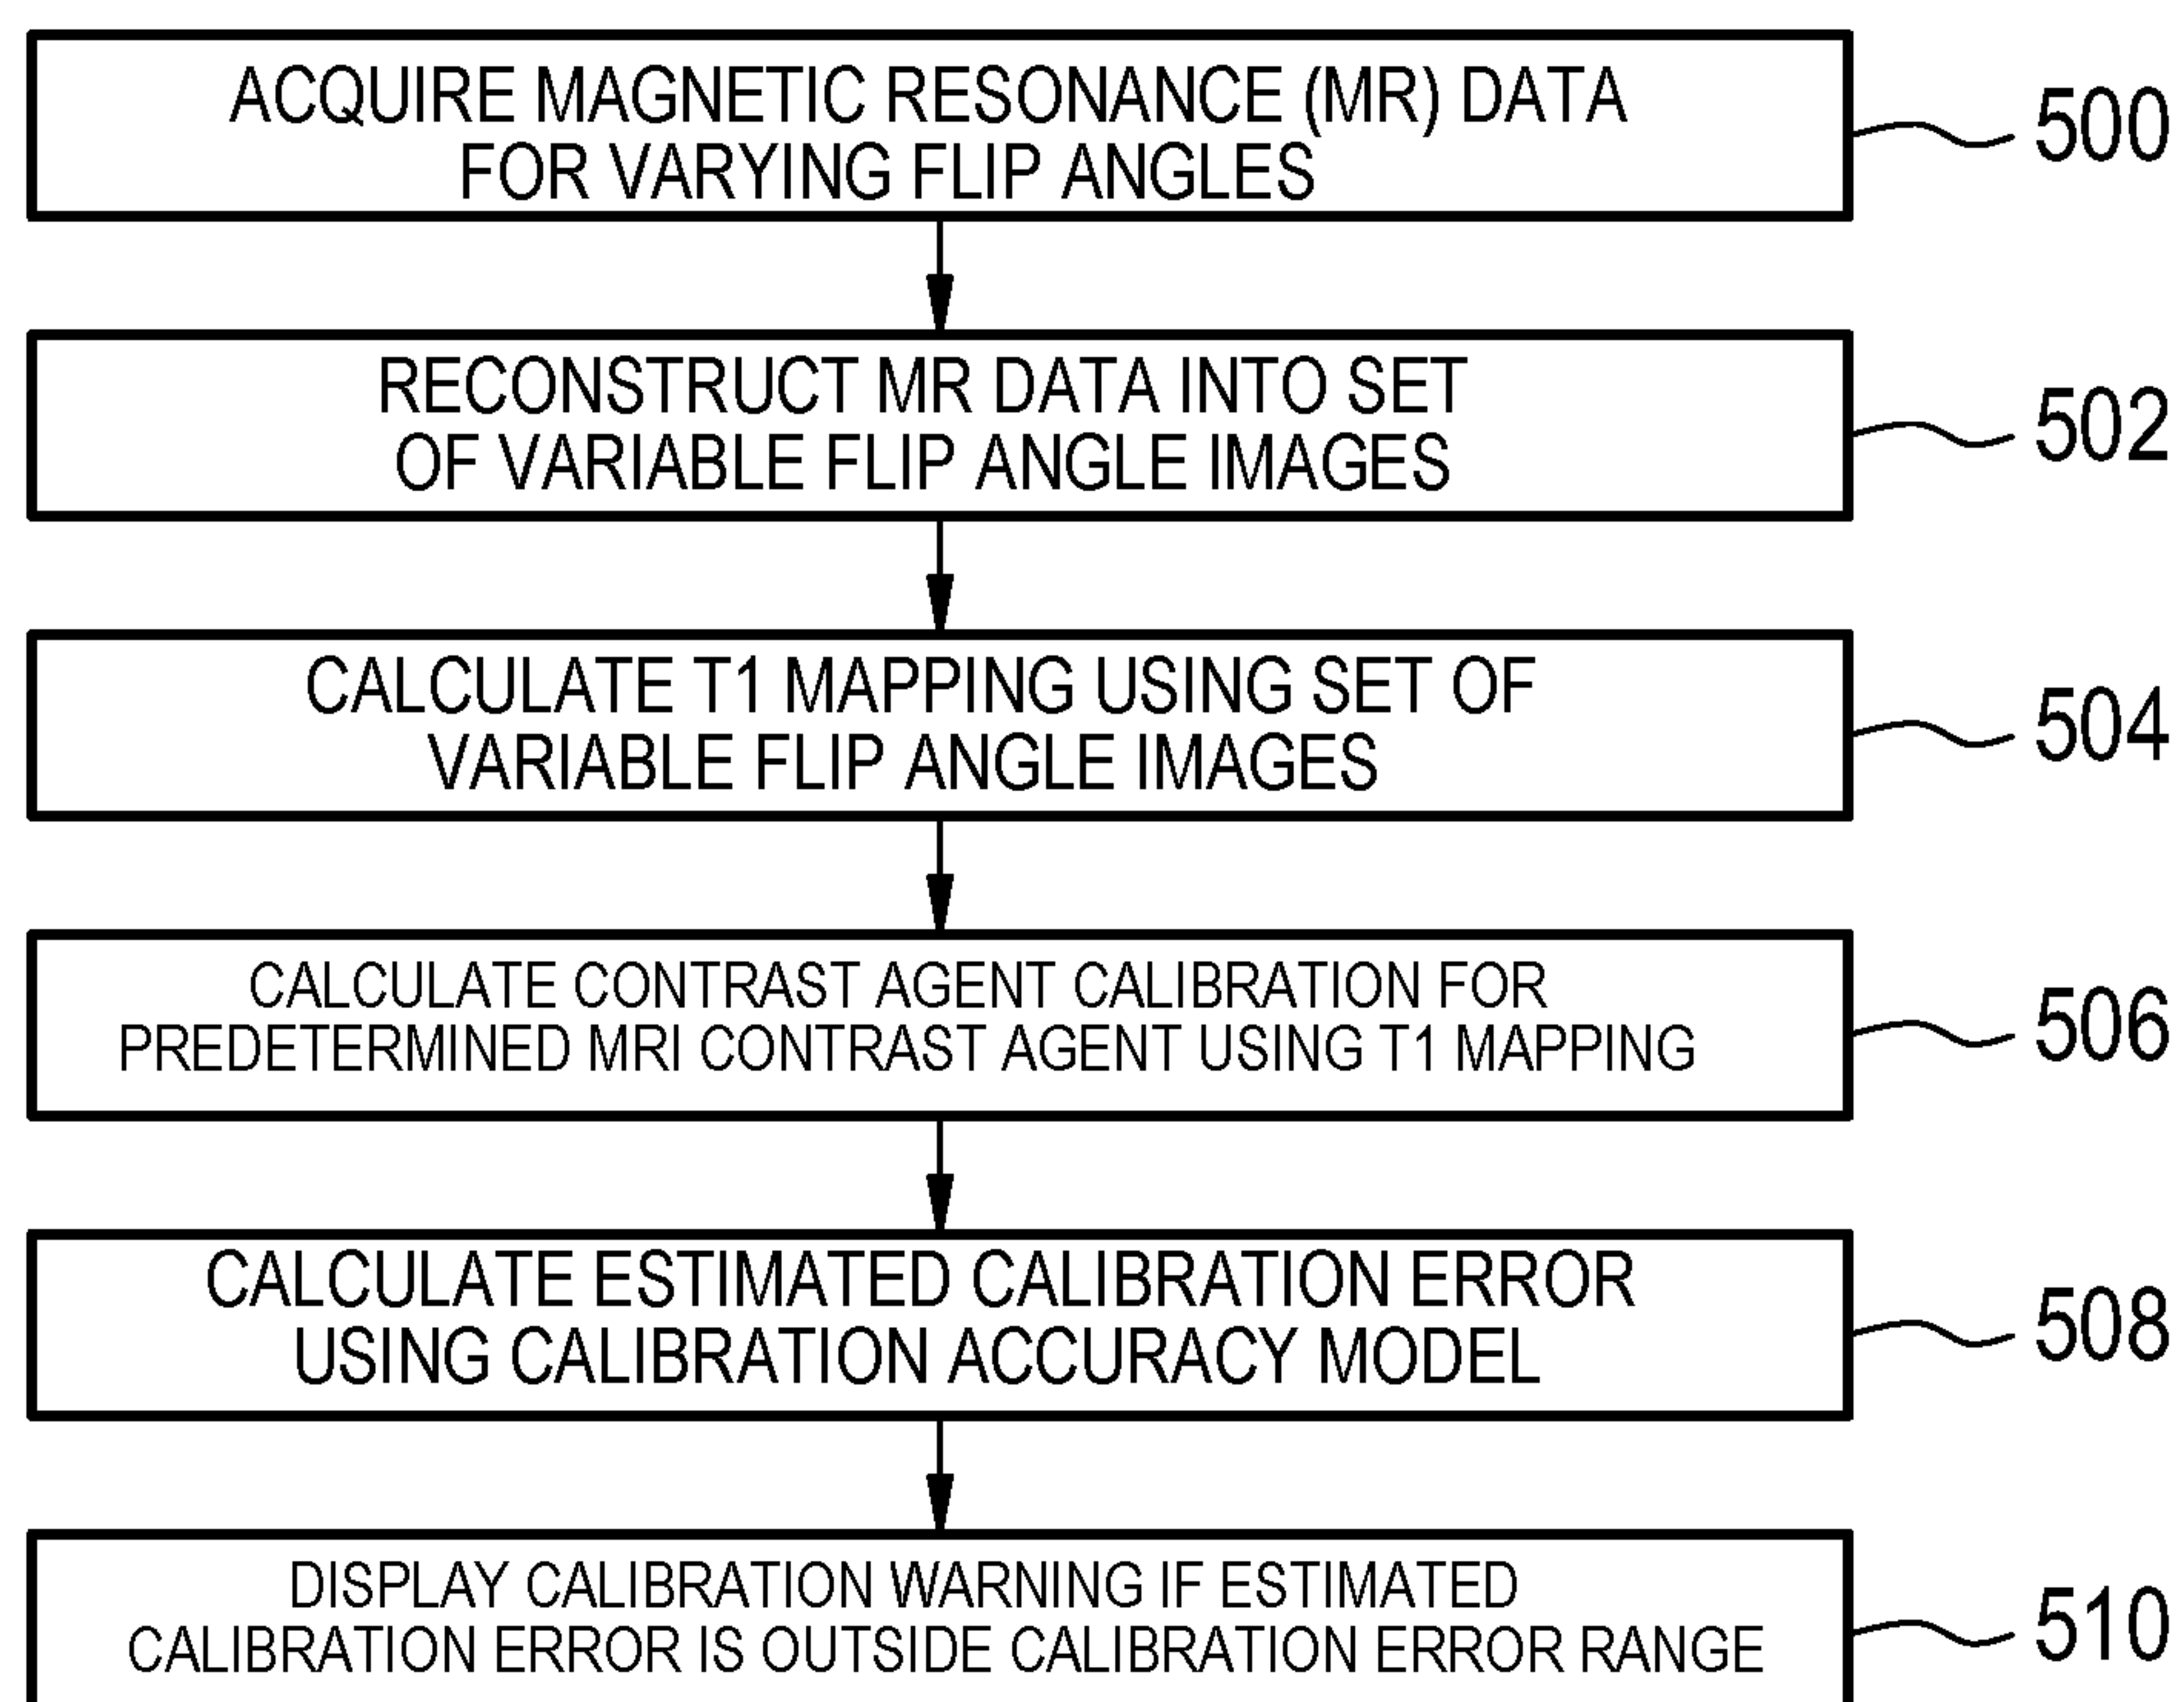 ACQUIRE MAGNETIC RESONANCE (MR) DATA
FOR VARYING FLIP ANGLES
500
RECONSTRUCT MR DATA INTO SET
OF VARIABLE FLIP ANGLE IMAGES
502
CALCULATE T1 MAPPING USING SET OF
VARIABLE FLIP ANGLE IMAGES
504
CALCULATE CONTRAST AGENT CALIBRATION FOR
PREDETERMINED MRI CONTRAST AGENT USING T1 MAPPING
506
CALCULATE ESTIMATED CALIBRATION ERROR
USING CALIBRATION ACCURACY MODEL
508
DISPLAY CALIBRATION WARNING IF ESTIMATED
CALIBRATION ERROR IS OUTSIDE CALIBRATION ERROR RANGE
510